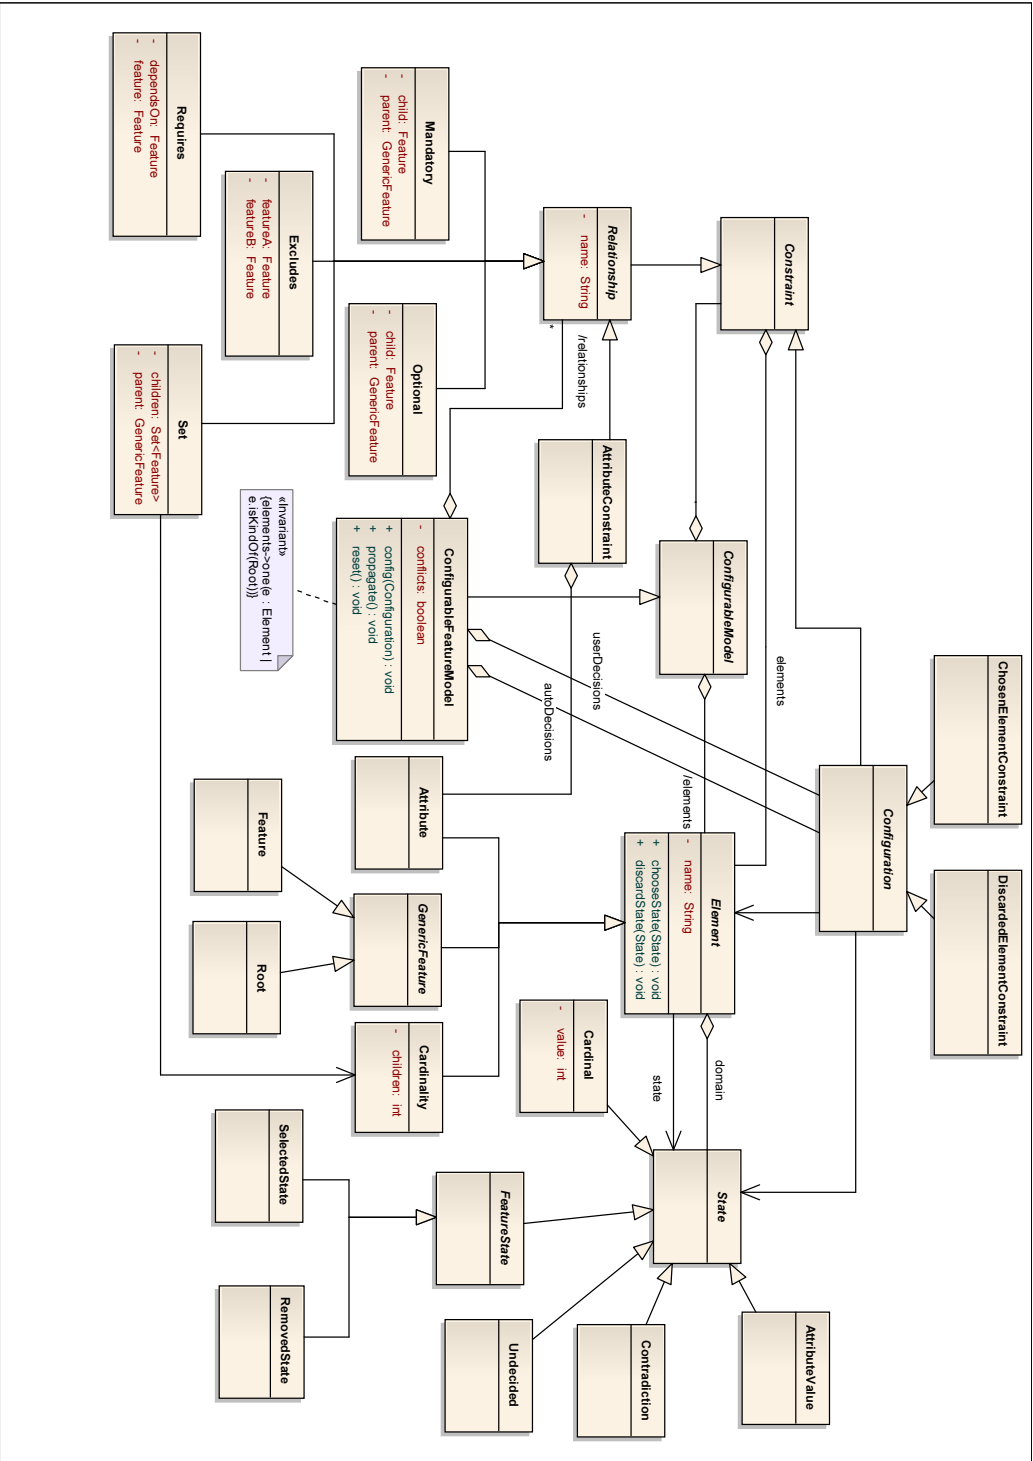 ChosenElementConstraint
DiscardedElementConstraint
Configuration
Constraint
elements
AttributeValue
ConfigurableModel
/elements
Element
- name: String
+ chooseState(State) : void
+ discardState(State) : void
domain
state
State
Relationship
- name: String
*
/relationships
AttributeConstraint
userDecisions
autoDecisions
Cardinal
- value: int
Contradiction
Mandatory
- child: Feature
- parent: GenericFeature
Optional
- child: Feature
- parent: GenericFeature
ConfigurableFeatureModel
- conflicts: boolean
+ config(Configuration) : void
+ propagate() : void
+ reset() : void
Attribute
GenericFeature
Cardinality
- children: int
FeatureState
Undecided
Excludes
- featureA: Feature
- featureB: Feature
«Invariant»
{elements->one(e : Element |
e.isKindOf(Root))}
Feature
Root
SelectedState
RemovedState
Requires
- dependsOn: Feature
- feature: Feature
Set
- children: Set<Feature>
- parent: GenericFeature